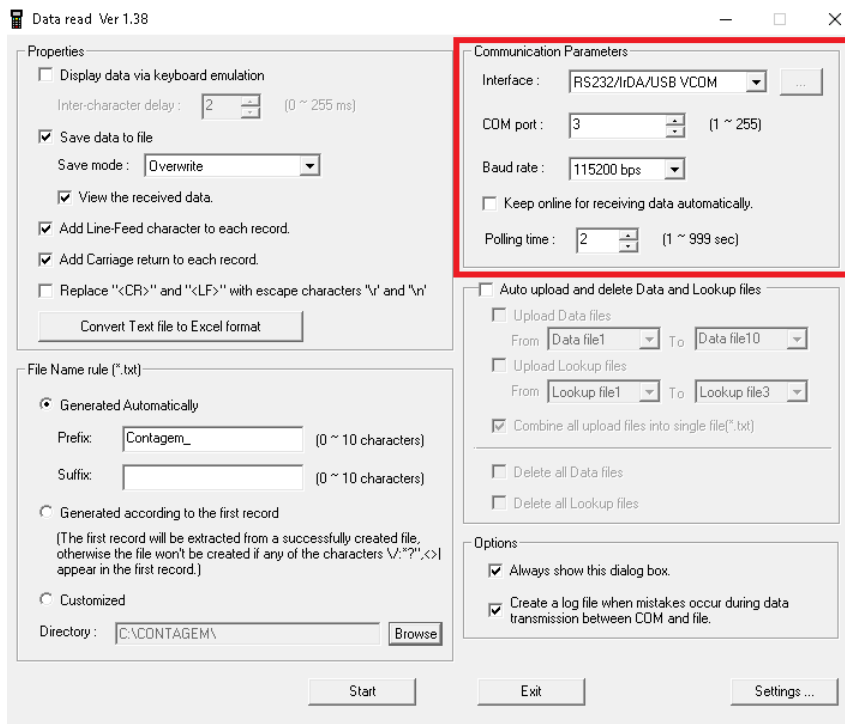 Data read Ver 1.38
Properties
Display data via keyboard emulation
Inter-character delay : 2 (0 ~ 255 ms)
Save data to file
Save mode : Overwrite
View the received data.
Add Line-Feed character to each record.
Add Carriage return to each record.
Replace "<CR>" and "<LF>" with escape characters '\r' and '\n'
Convert Text file to Excel format
File Name rule (*.txt)
Generated Automatically
Prefix: Contagem_ (0 ~ 10 characters)
Suffix: (0 ~ 10 characters)
Generated according to the first record
(The first record will be extracted from a successfully created file,
otherwise the file won't be created if any of the characters \/:*?",<>|
appear in the first record.)
Customized
Directory : C:\CONTAGEM\ Browse
Communication Parameters
Interface : RS232/IrDA/USB VCOM ...
COM port : 3 (1 ~ 255)
Baud rate : 115200 bps
Keep online for receiving data automatically.
Polling time : 2 (1 ~ 999 sec)
Auto upload and delete Data and Lookup files
Upload Data files
From Data file1 To Data file10
Upload Lookup files
From Lookup file1 To Lookup file3
Combine all upload files into single file(*.txt)
Delete all Data files
Delete all Lookup files
Options
Always show this dialog box.
Create a log file when mistakes occur during data
transmission between COM and file.
Start Exit Settings ...